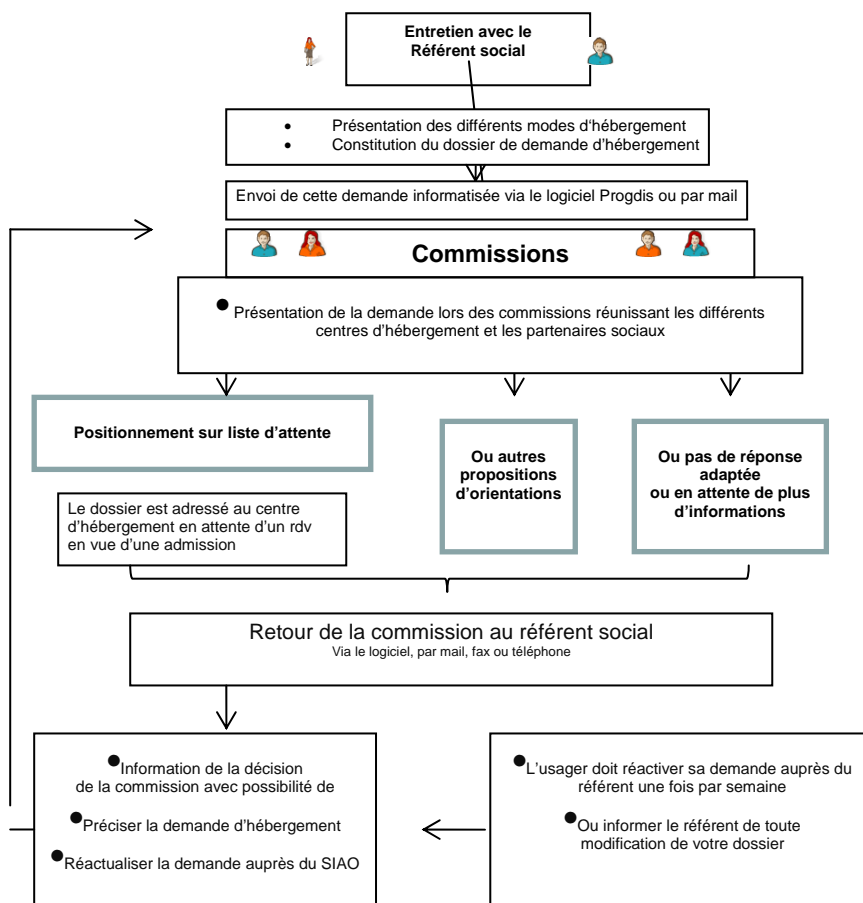 Entretien avec le
Référent social
• Présentation des différents modes d'hébergement
• Constitution du dossier de demande d'hébergement
Envoi de cette demande informatisée via le logiciel Progdis ou par mail
Commissions
• Présentation de la demande lors des commissions réunissant les différents
centres d'hébergement et les partenaires sociaux
Positionnement sur liste d'attente
Ou autres
propositions
d'orientations
Ou pas de réponse
adaptée
ou en attente de plus
d'informations
Le dossier est adressé au centre
d'hébergement en attente d'un rdv
en vue d'une admission
Retour de la commission au référent social
Via le logiciel, par mail, fax ou téléphone
• Information de la décision
de la commission avec possibilité de
• Préciser la demande d'hébergement
• Réactualiser la demande auprès du SIAO
• L'usager doit réactiver sa demande auprès du
référent une fois par semaine
• Ou informer le référent de toute
modification de votre dossier